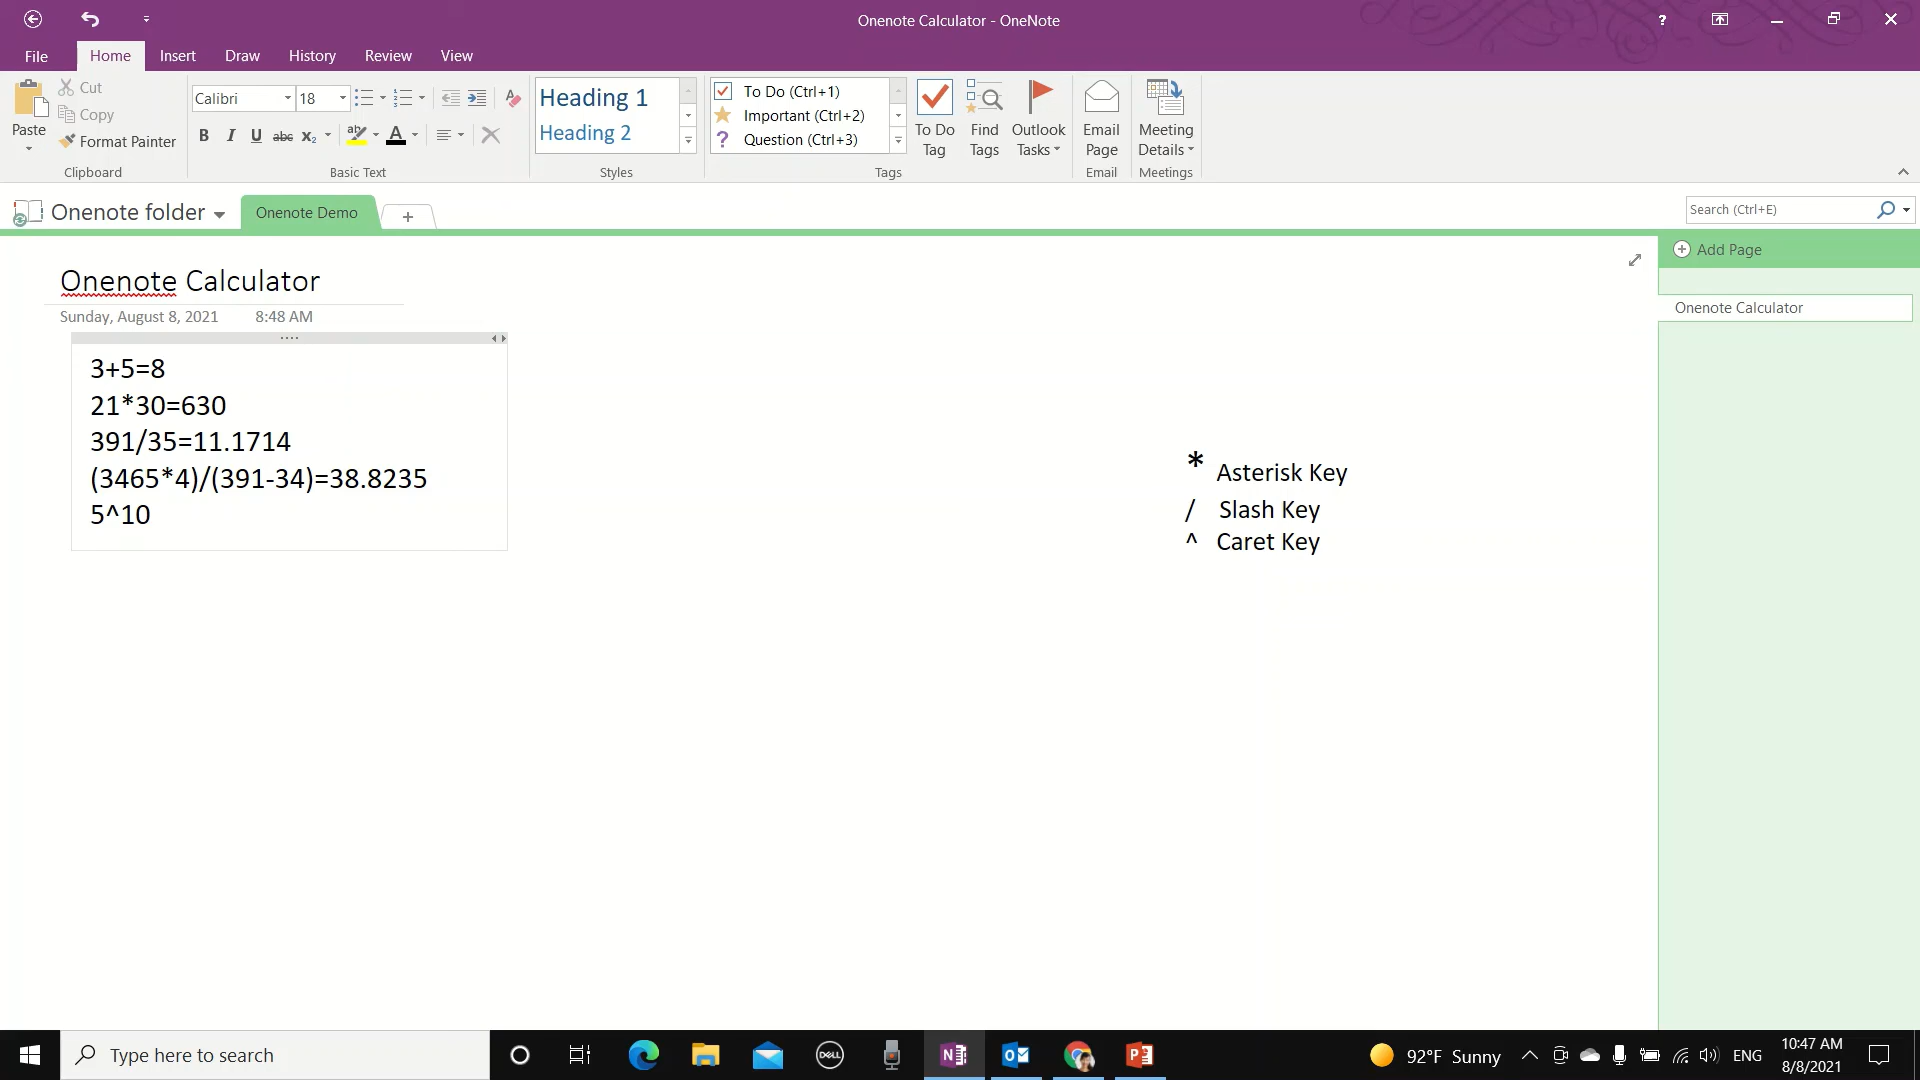 Onenote Calculator - OneNote
?
File Home Insert Draw History Review View
Paste
Cut
Copy
Format Painter
Clipboard
Calibri 18
B I U abc x₂ ab A
Basic Text
Heading 1
Heading 2
Styles
To Do (Ctrl+1)
Important (Ctrl+2)
? Question (Ctrl+3)
To Do Tag
Find Tags
Outlook Tasks
Tags
Email Page
Email
Meeting Details
Meetings
Onenote folder
Onenote Demo
+
Search (Ctrl+E)
Add Page
Onenote Calculator
Onenote Calculator
Sunday, August 8, 2021 8:48 AM
3+5=8
21*30=630
391/35=11.1714
(3465*4)/(391-34)=38.8235
5^10
* Asterisk Key
/ Slash Key
^ Caret Key
Type here to search
DELL
N
O
P
92°F Sunny
ENG
10:47 AM
8/8/2021